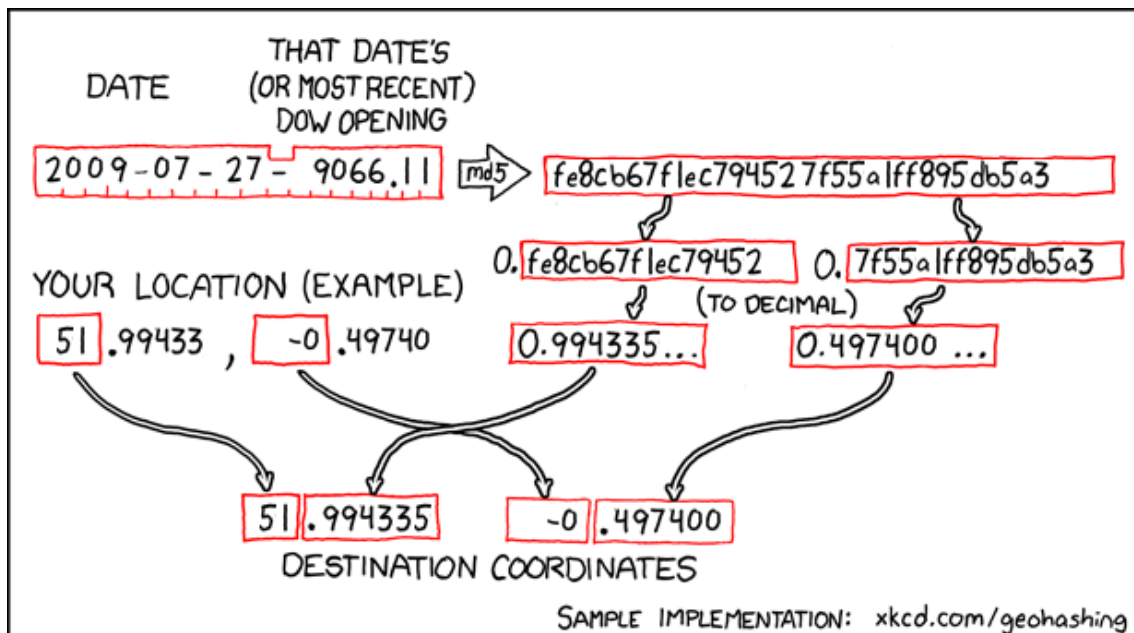 DATE
THAT DATE'S
(OR MOST RECENT)
DOW OPENING
2009-07-27- 9066.11
md5
fe8cb67f1ec794527f55a1ff895db5a3
0.fe8cb67f1ec79452
0. 7f55a1ff895db5a3
YOUR LOCATION (EXAMPLE)
(TO DECIMAL)
51.99433, -0.49740
0.994335...
0.497400 ...
51.994335
-0.497400
DESTINATION COORDINATES
SAMPLE IMPLEMENTATION: xkcd.com/geohashing